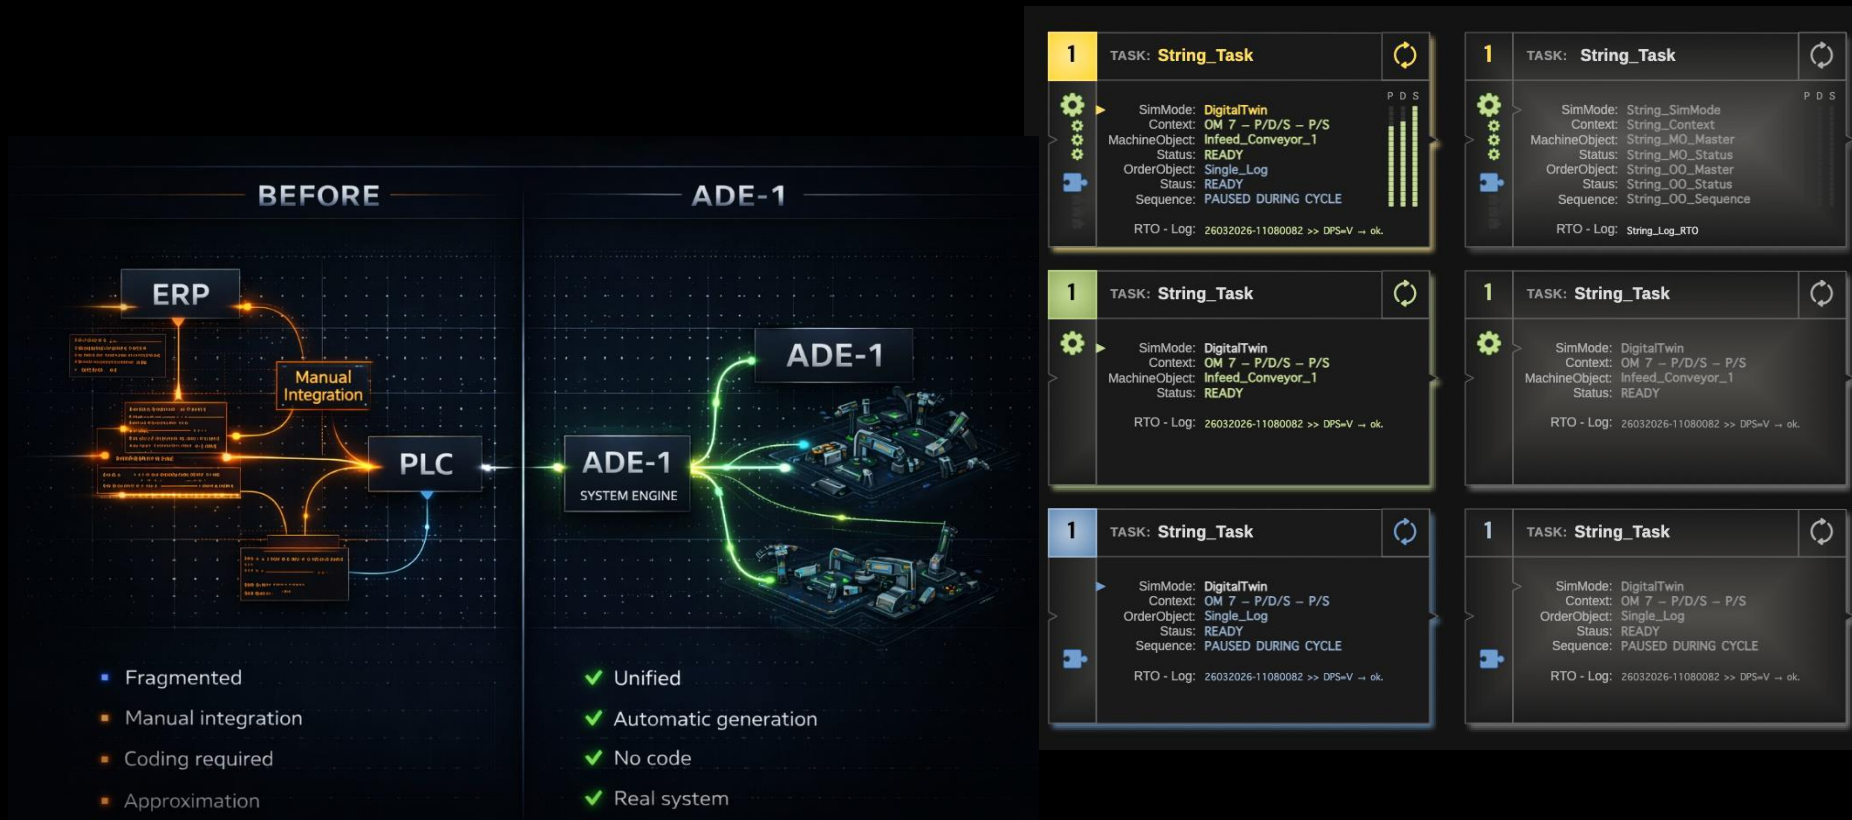 BEFORE
ERP
Manual
Integration
PLC
Fragmented
Manual integration
Coding required
Approximation
ADE-1
ADE-1
ADE-1
SYSTEM ENGINE
Unified
Automatic generation
No code
Real system
1 TASK: String_Task
P D S
SimMode: DigitalTwin
Context: OM 7 – P/D/S – P/S
MachineObject: Infeed_Conveyor_1
Status: READY
OrderObject: Single_Log
Staus: READY
Sequence: PAUSED DURING CYCLE
RTO - Log: 26032026-11080082 >> DPS=V → ok.
1 TASK: String_Task
P D S
SimMode: String_SimMode
Context: String_Context
MachineObject: String_MO_Master
Status: String_MO_Status
OrderObject: String_OO_Master
Staus: String_OO_Status
Sequence: String_OO_Sequence
RTO - Log: String_Log_RTO
1 TASK: String_Task
SimMode: DigitalTwin
Context: OM 7 – P/D/S – P/S
MachineObject: Infeed_Conveyor_1
Status: READY
RTO - Log: 26032026-11080082 >> DPS=V → ok.
1 TASK: String_Task
SimMode: DigitalTwin
Context: OM 7 – P/D/S – P/S
MachineObject: Infeed_Conveyor_1
Status: READY
RTO - Log: 26032026-11080082 >> DPS=V → ok.
1 TASK: String_Task
SimMode: DigitalTwin
Context: OM 7 – P/D/S – P/S
OrderObject: Single_Log
Staus: READY
Sequence: PAUSED DURING CYCLE
RTO - Log: 26032026-11080082 >> DPS=V → ok.
1 TASK: String_Task
SimMode: DigitalTwin
Context: OM 7 – P/D/S – P/S
OrderObject: Single_Log
Staus: READY
Sequence: PAUSED DURING CYCLE
RTO - Log: 26032026-11080082 >> DPS=V → ok.